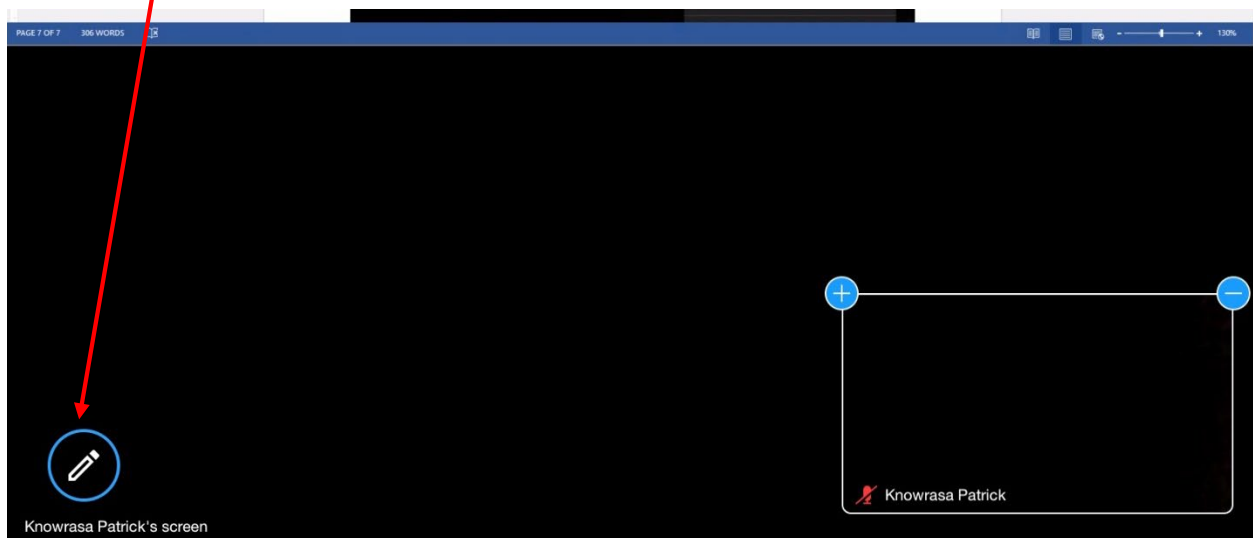 PAGE 7 OF 7 306 WORDS - + 130%
Knowrasa Patrick
Knowrasa Patrick's screen